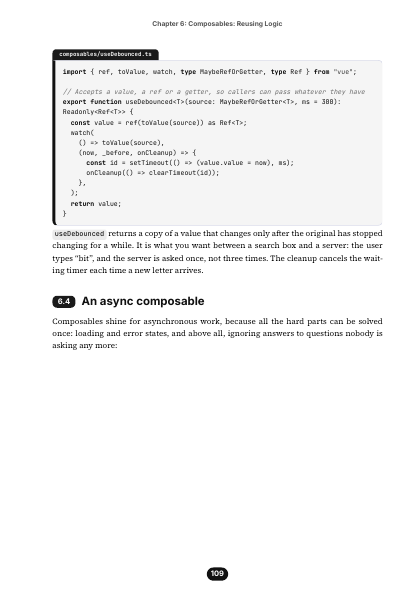 Chapter 6: Composables: Reusing Logic
composables/useDebounced.ts
import { ref, toValue, watch, type MaybeRefOrGetter, type Ref } from "vue";
// Accepts a value, a ref or a getter, so callers can pass whatever they have
export function useDebounced<T>(source: MaybeRefOrGetter<T>, ms = 300):
Readonly<Ref<T>> {
  const value = ref(toValue(source)) as Ref<T>;
  watch(
    () => toValue(source),
    (now, _before, onCleanup) => {
      const id = setTimeout(() => (value.value = now), ms);
      onCleanup(() => clearTimeout(id));
    },
  );
  return value;
}
useDebounced returns a copy of a value that changes only after the original has stopped
changing for a while. It is what you want between a search box and a server: the user
types “bit”, and the server is asked once, not three times. The cleanup cancels the wait-
ing timer each time a new letter arrives.
6.4 An async composable
Composables shine for asynchronous work, because all the hard parts can be solved
once: loading and error states, and above all, ignoring answers to questions nobody is
asking any more:
109